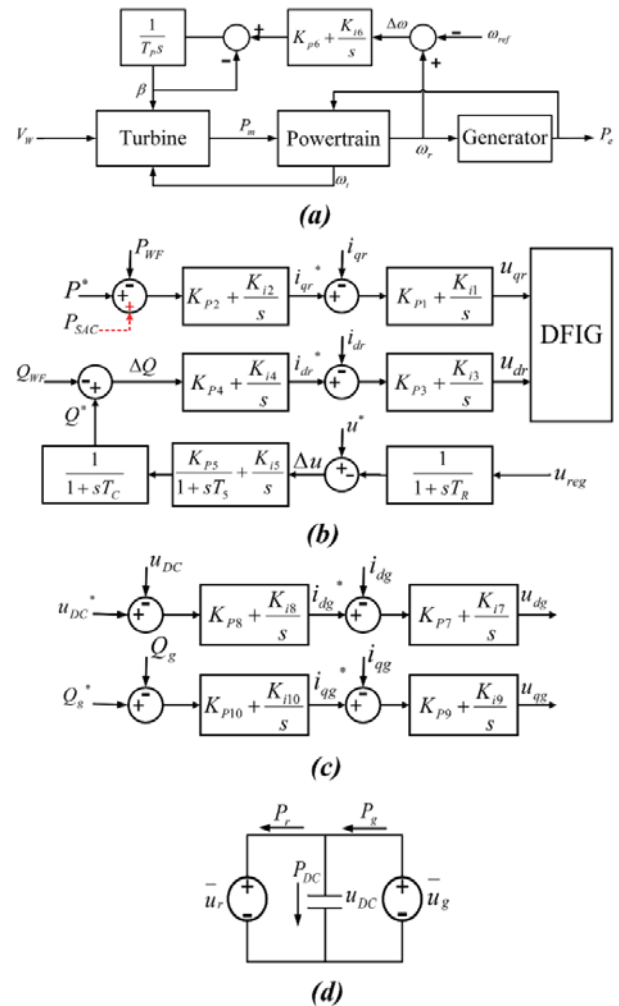 1 / T_P s
K_p6 + K_i6 / s
Δω
ω_ref
β
V_W
Turbine
P_m
Powertrain
ω_r
Generator
P_e
ω_t
(a)
P_WF
i_qr
P*
K_P2 + K_i2 / s
i_qr*
K_P1 + K_i1 / s
u_qr
P_SAC
DFIG
i_dr
Q_WF
ΔQ
K_P4 + K_i4 / s
i_dr*
K_P3 + K_i3 / s
u_dr
Q*
u*
1 / 1 + sT_C
K_P5 / 1 + sT_5 + K_i5 / s
Δu
1 / 1 + sT_R
u_reg
(b)
u_DC
i_dg
u_DC*
K_P8 + K_i8 / s
i_dg*
K_P7 + K_i7 / s
u_dg
Q_g
i_qg
Q_g*
K_P10 + K_i10 / s
i_qg*
K_P9 + K_i9 / s
u_qg
(c)
P_r
P_g
P_DC
u̅_r
u_DC
u̅_g
(d)